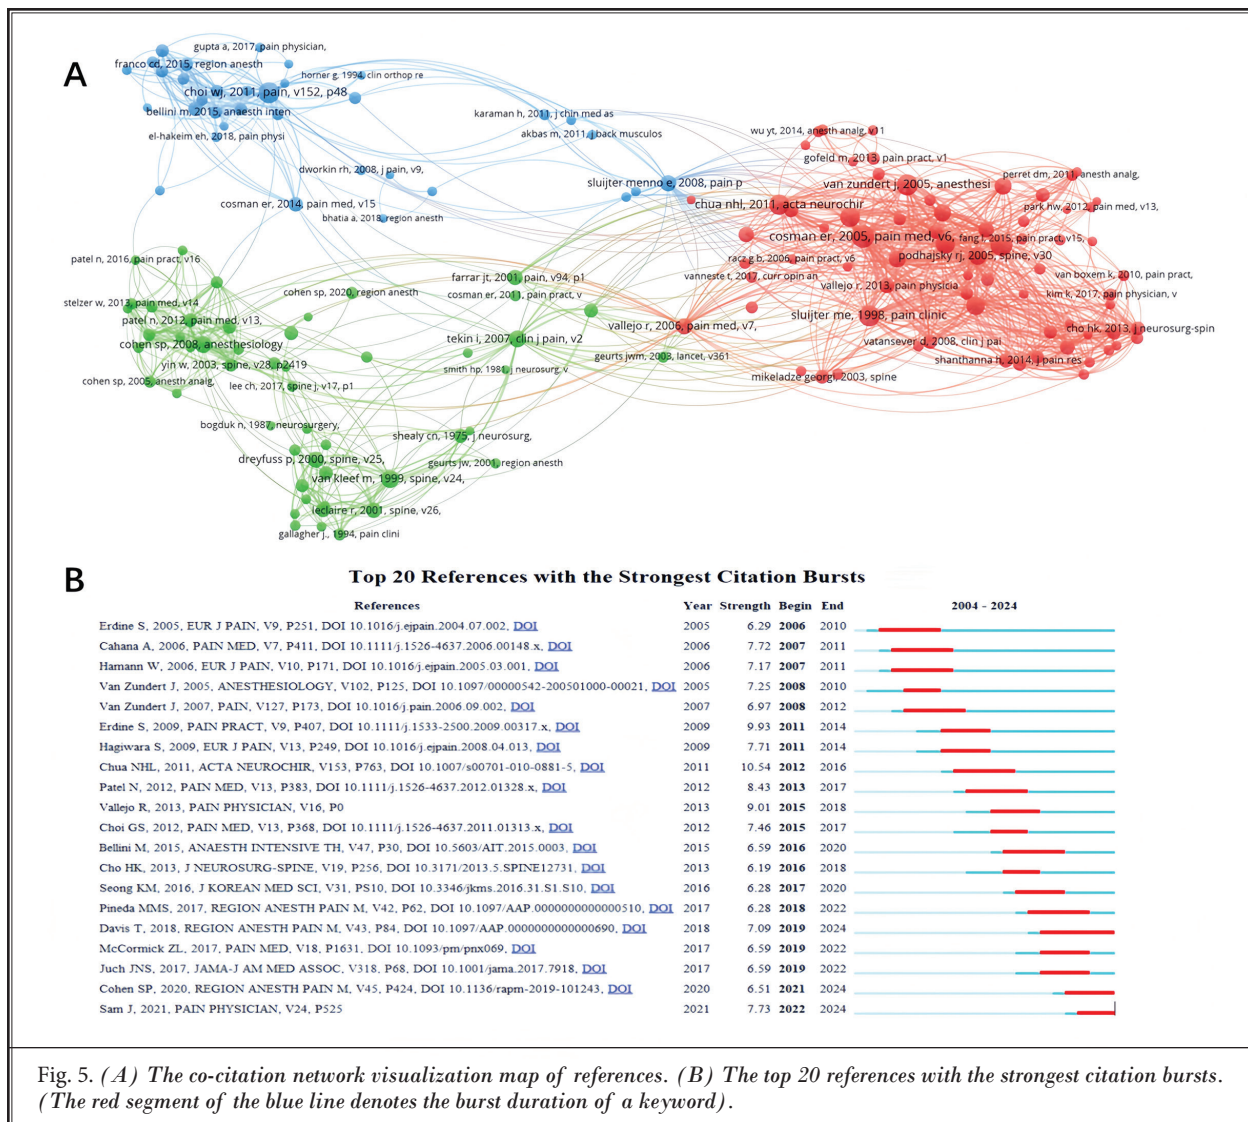 A
gupta a, 2017, pain physician,
franco cd, 2015, region anesth
horner g, 1994, clin orthop re
choi wj, 2011, pain, v152, p48
bellini m, 2015, anaesth inten
el-hakeim eh, 2018, pain physi
karaman h, 2011, j chin med as
akbas m, 2011, j back musculos
dworkin rh, 2008, j pain, v9,
cosman er, 2014, pain med, v15
bhatia a, 2018, region anesth
sluijter menno e, 2008, pain p
wu yt, 2014, anesth analg, v11
gofeld m, 2013, pain pract, v1
van zundert j, 2005, anesthesi
perret dm, 2011, anesth analg,
chua nhl, 2011, acta neurochir
park hw, 2012, pain med, v13,
cosman er, 2005, pain med, v6,
fang l, 2015, pain pract, v15,
podhajsky rj, 2005, spine, v30
racz g b, 2006, pain pract, v6
vanneste t, 2017, curr opin an
van boxem k, 2010, pain pract,
vallejo r, 2013, pain physicia
kim k, 2017, pain physician, v
sluijter me, 1998, pain clinic
cho hk, 2013, j neurosurg-spin
vallejo r, 2006, pain med, v7,
vatansever d, 2008, clin j pai
shanthanna h, 2014, j pain res
mikeladze georgi, 2003, spine
patel n, 2016, pain pract, v16
farrar jt, 2001, pain, v94, p1
cosman er, 2011, pain pract, v
cohen sp, 2020, region anesth
stelzer w, 2013, pain med, v14
patel n, 2012, pain med, v13,
tekin i, 2007, clin j pain, v2
cohen sp, 2008, anesthesiology
geurts jwm, 2003, lancet, v361
yin w, 2003, spine, v28, p2419
smith hp, 1981, j neurosurg, v
cohen sp, 2005, anesth analg,
lee ch, 2017, spine j, v17, p1
bogduk n, 1987, neurosurgery,
shealy cn, 1975, j neurosurg,
dreyfuss p, 2000, spine, v25,
geurts jw, 2001, region anesth
van kleef m, 1999, spine, v24,
leclaire r, 2001, spine, v26,
gallagher j., 1994, pain clini
B
Top 20 References with the Strongest Citation Bursts
References Year Strength Begin End 2004 - 2024
Erdine S, 2005, EUR J PAIN, V9, P251, DOI 10.1016/j.ejpain.2004.07.002, DOI 2005 6.29 2006 2010
Cahana A, 2006, PAIN MED, V7, P411, DOI 10.1111/j.1526-4637.2006.00148.x, DOI 2006 7.72 2007 2011
Hamann W, 2006, EUR J PAIN, V10, P171, DOI 10.1016/j.ejpain.2005.03.001, DOI 2006 7.17 2007 2011
Van Zundert J, 2005, ANESTHESIOLOGY, V102, P125, DOI 10.1097/00000542-200501000-00021, DOI 2005 7.25 2008 2010
Van Zundert J, 2007, PAIN, V127, P173, DOI 10.1016/j.pain.2006.09.002, DOI 2007 6.97 2008 2012
Erdine S, 2009, PAIN PRACT, V9, P407, DOI 10.1111/j.1533-2500.2009.00317.x, DOI 2009 9.93 2011 2014
Hagiwara S, 2009, EUR J PAIN, V13, P249, DOI 10.1016/j.ejpain.2008.04.013, DOI 2009 7.71 2011 2014
Chua NHL, 2011, ACTA NEUROCHIR, V153, P763, DOI 10.1007/s00701-010-0881-5, DOI 2011 10.54 2012 2016
Patel N, 2012, PAIN MED, V13, P383, DOI 10.1111/j.1526-4637.2012.01328.x, DOI 2012 8.43 2013 2017
Vallejo R, 2013, PAIN PHYSICIAN, V16, P0 2013 9.01 2015 2018
Choi GS, 2012, PAIN MED, V13, P368, DOI 10.1111/j.1526-4637.2011.01313.x, DOI 2012 7.46 2015 2017
Bellini M, 2015, ANAESTH INTENSIVE TH, V47, P30, DOI 10.5603/AIT.2015.0003, DOI 2015 6.59 2016 2020
Cho HK, 2013, J NEUROSURG-SPINE, V19, P256, DOI 10.3171/2013.5.SPINE12731, DOI 2013 6.19 2016 2018
Seong KM, 2016, J KOREAN MED SCI, V31, PS10, DOI 10.3346/jkms.2016.31.S1.S10, DOI 2016 6.28 2017 2020
Pineda MMS, 2017, REGION ANESTH PAIN M, V42, P62, DOI 10.1097/AAP.0000000000000510, DOI 2017 6.28 2018 2022
Davis T, 2018, REGION ANESTH PAIN M, V43, P84, DOI 10.1097/AAP.0000000000000690, DOI 2018 7.09 2019 2024
McCormick ZL, 2017, PAIN MED, V18, P1631, DOI 10.1093/pm/pnx069, DOI 2017 6.59 2019 2022
Juch JNS, 2017, JAMA-J AM MED ASSOC, V318, P68, DOI 10.1001/jama.2017.7918, DOI 2017 6.59 2019 2022
Cohen SP, 2020, REGION ANESTH PAIN M, V45, P424, DOI 10.1136/rapm-2019-101243, DOI 2020 6.51 2021 2024
Sam J, 2021, PAIN PHYSICIAN, V24, P525 2021 7.73 2022 2024
Fig. 5. (A) The co-citation network visualization map of references. (B) The top 20 references with the strongest citation bursts.
(The red segment of the blue line denotes the burst duration of a keyword).